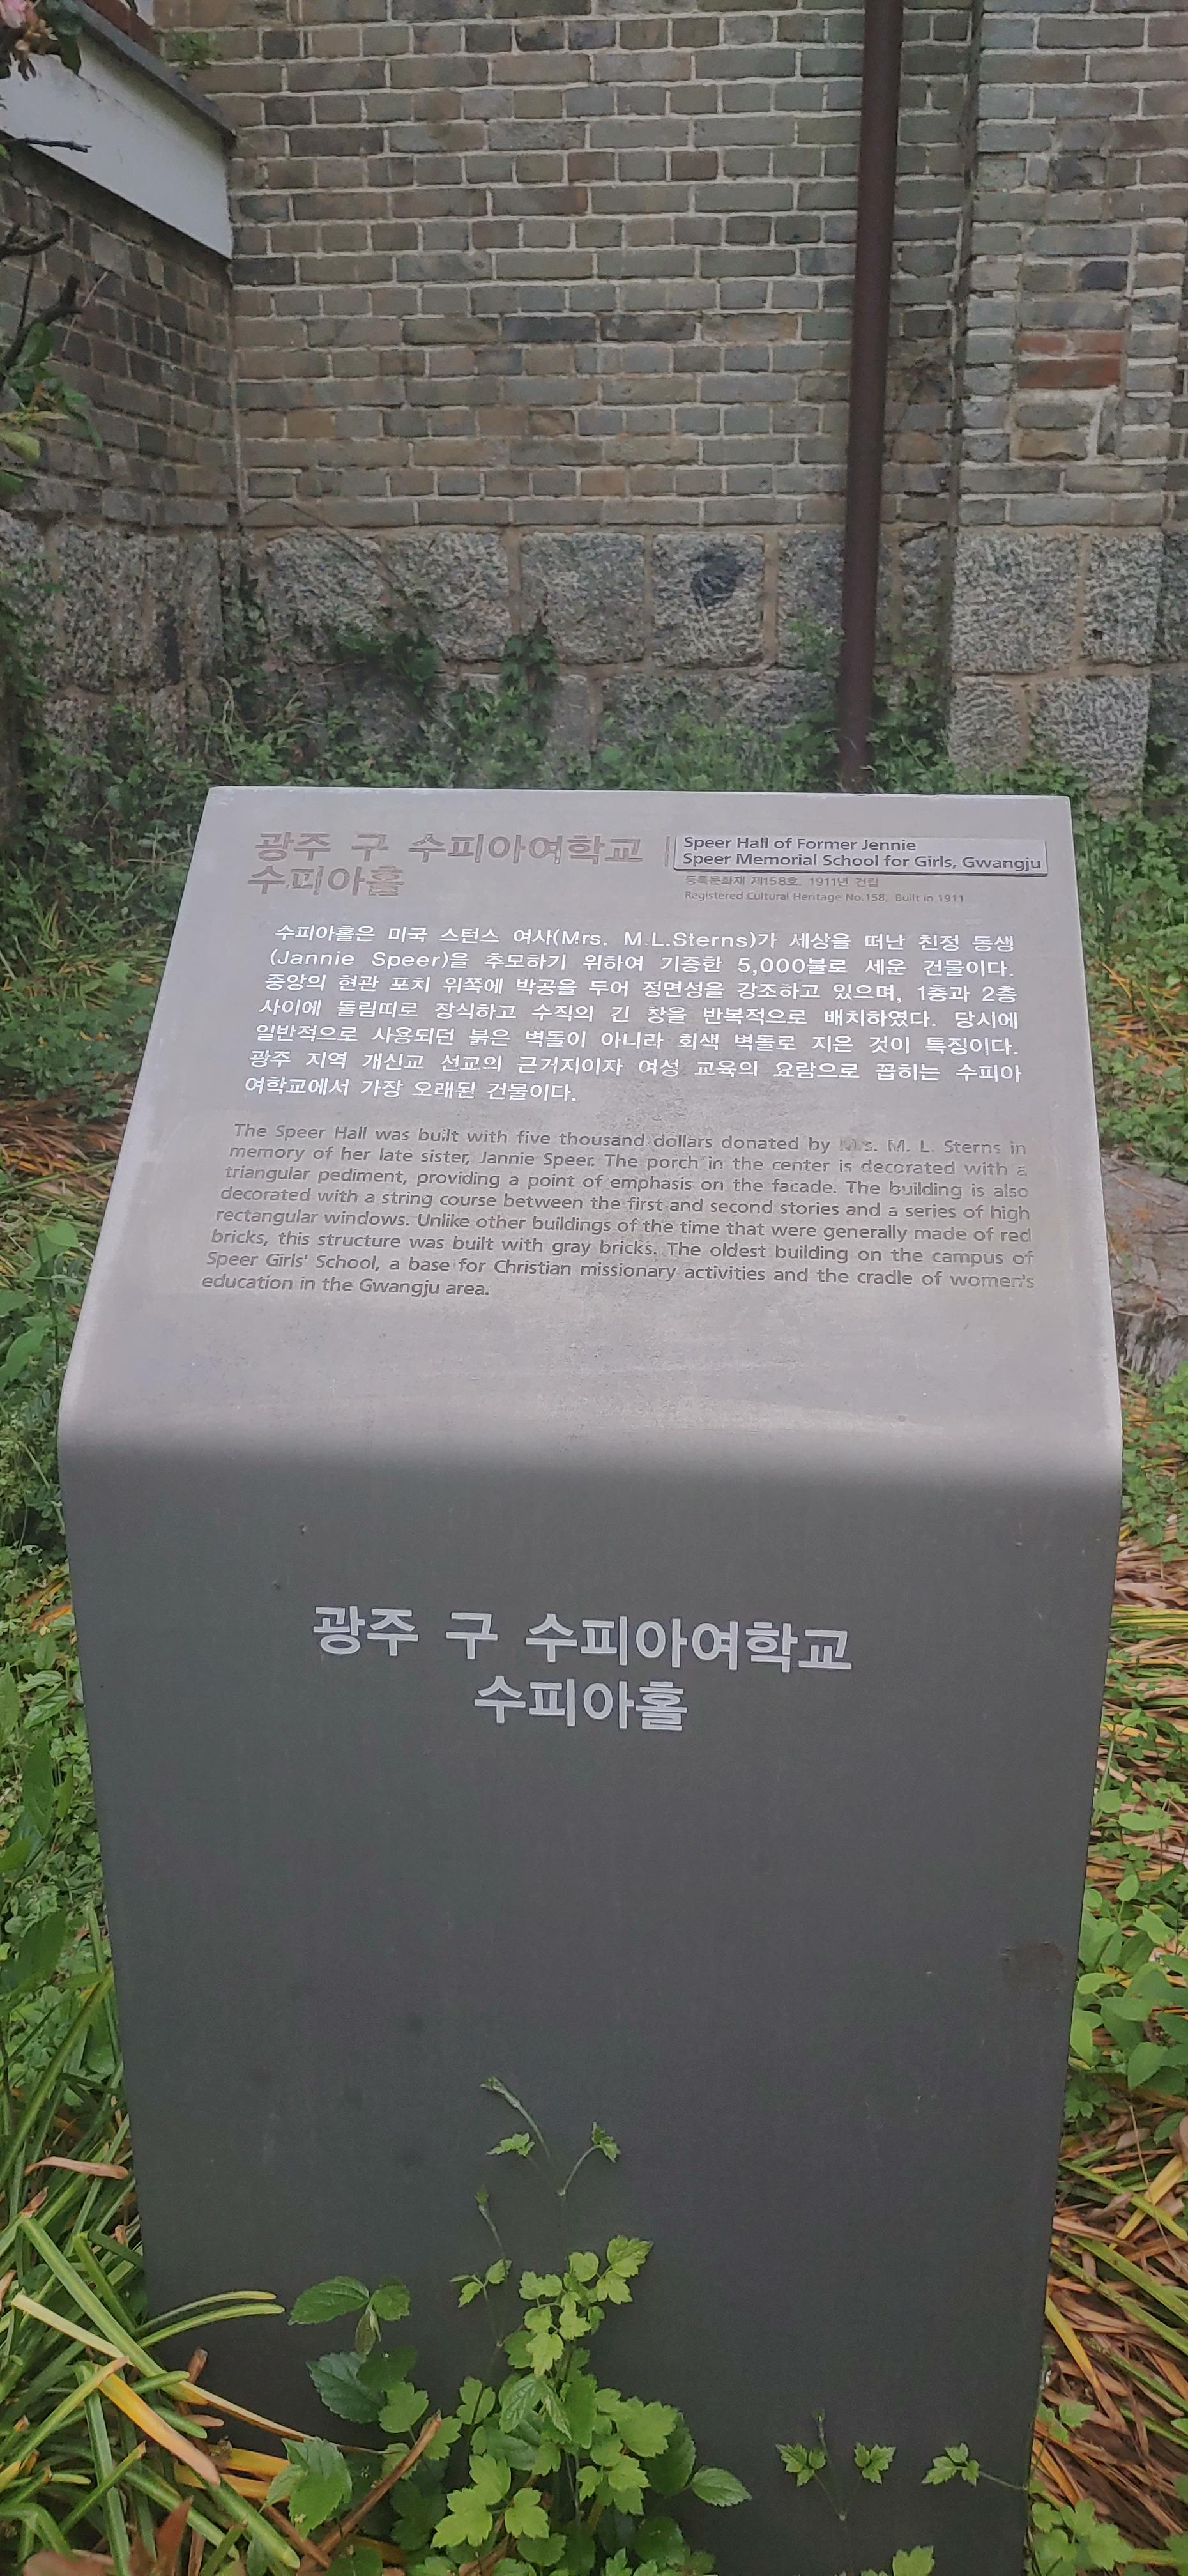 광주 구 수피아여학교
수피아홀
Speer Hall of Former Jennie
Speer Memorial School for Girls, Gwangju
등록문화재 제158호, 1911년 건립
Registered Cultural Heritage No.158, Built in 1911
수피아홀은 미국 스턴스 여사(Mrs. M.L.Sterns)가 세상을 떠난 친정 동생
(Jannie Speer)을 추모하기 위하여 기증한 5,000불로 세운 건물이다.
중앙의 현관 포치 위쪽에 박공을 두어 정면성을 강조하고 있으며, 1층과 2층
사이에 돌림띠로 장식하고 수직의 긴 창을 반복적으로 배치하였다. 당시에
일반적으로 사용되던 붉은 벽돌이 아니라 회색 벽돌로 지은 것이 특징이다.
광주 지역 개신교 선교의 근거지이자 여성 교육의 요람으로 꼽히는 수피아
여학교에서 가장 오래된 건물이다.
The Speer Hall was built with five thousand dollars donated by Mrs. M. L. Sterns in
memory of her late sister, Jannie Speer. The porch in the center is decorated with a
triangular pediment, providing a point of emphasis on the facade. The building is also
decorated with a string course between the first and second stories and a series of high
rectangular windows. Unlike other buildings of the time that were generally made of red
bricks, this structure was built with gray bricks. The oldest building on the campus of
Speer Girls' School, a base for Christian missionary activities and the cradle of women's
education in the Gwangju area.
광주 구 수피아여학교
수피아홀